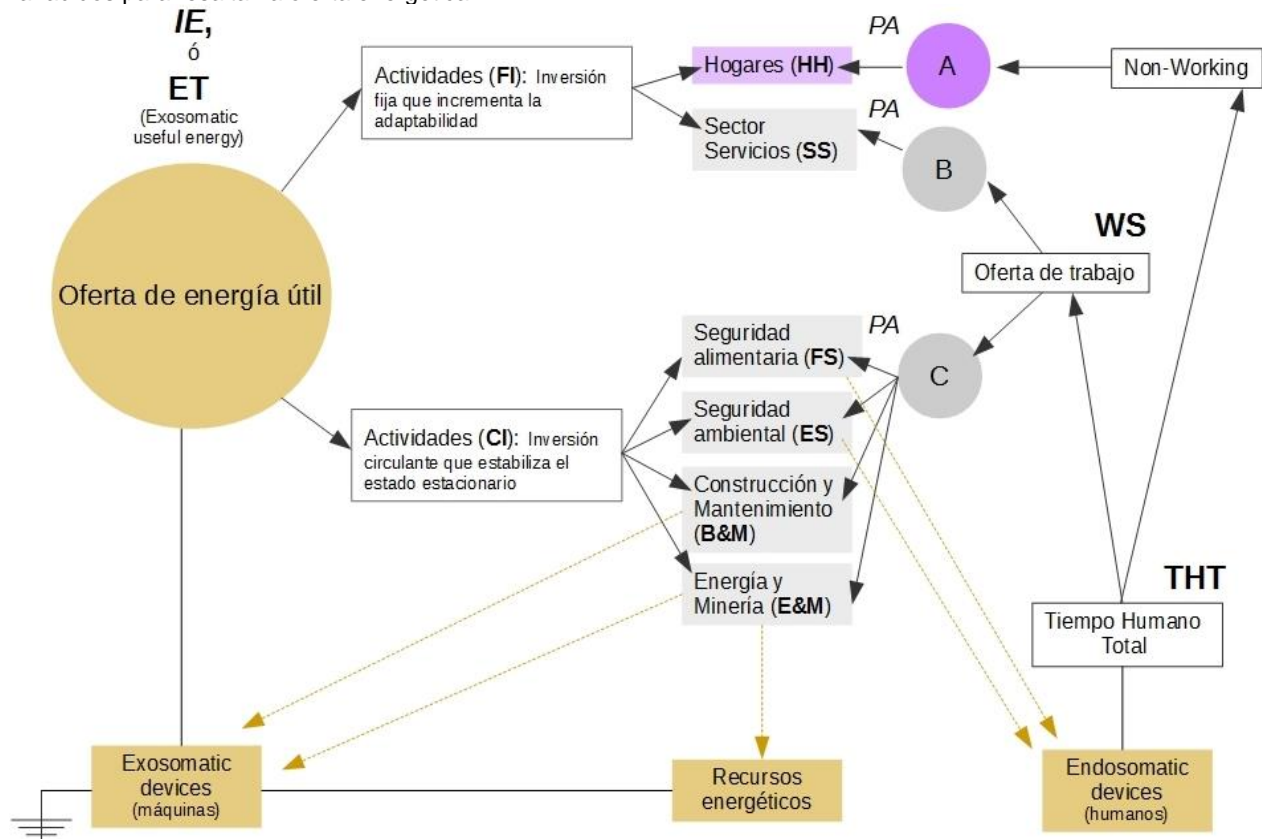 IE,
ó
ET
(Exosomatic
useful energy)
Oferta de energía útil
Actividades (FI): Inversión
fija que incrementa la
adaptabilidad
Hogares (HH)
PA
A
Non-Working
Sector
Servicios (SS)
PA
B
WS
Oferta de trabajo
Actividades (CI): Inversión
circulante que estabiliza el
estado estacionario
Seguridad
alimentaria (FS)
PA
C
Seguridad
ambiental (ES)
Construcción y
Mantenimiento
(B&M)
Energía y
Minería (E&M)
THT
Tiempo Humano
Total
Exosomatic
devices
(máquinas)
Recursos
energéticos
Endosomatic
devices
(humanos)